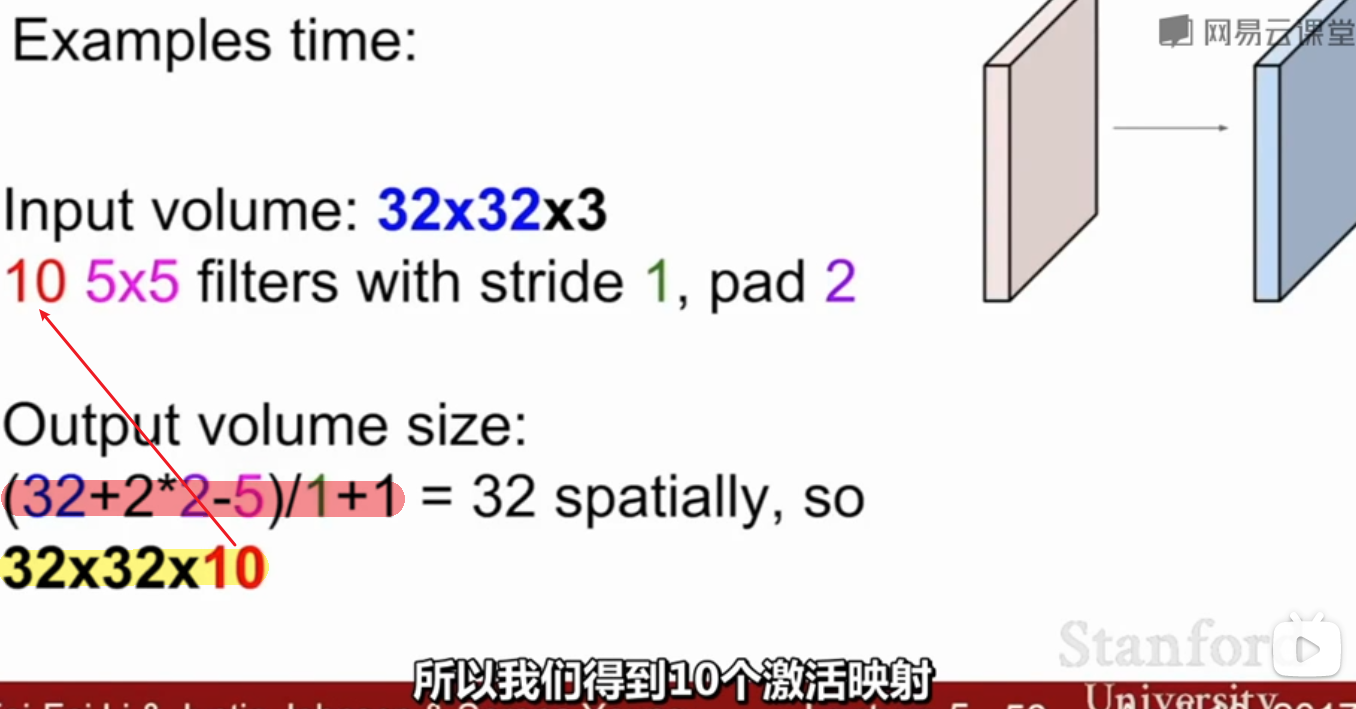 Examples time:
网易云课堂
Input volume: 32x32x3
10 5x5 filters with stride 1, pad 2
Output volume size:
(32+2*2-5)/1+1 = 32 spatially, so
32x32x10
所以我们得到10个激活映射
Stanford
University